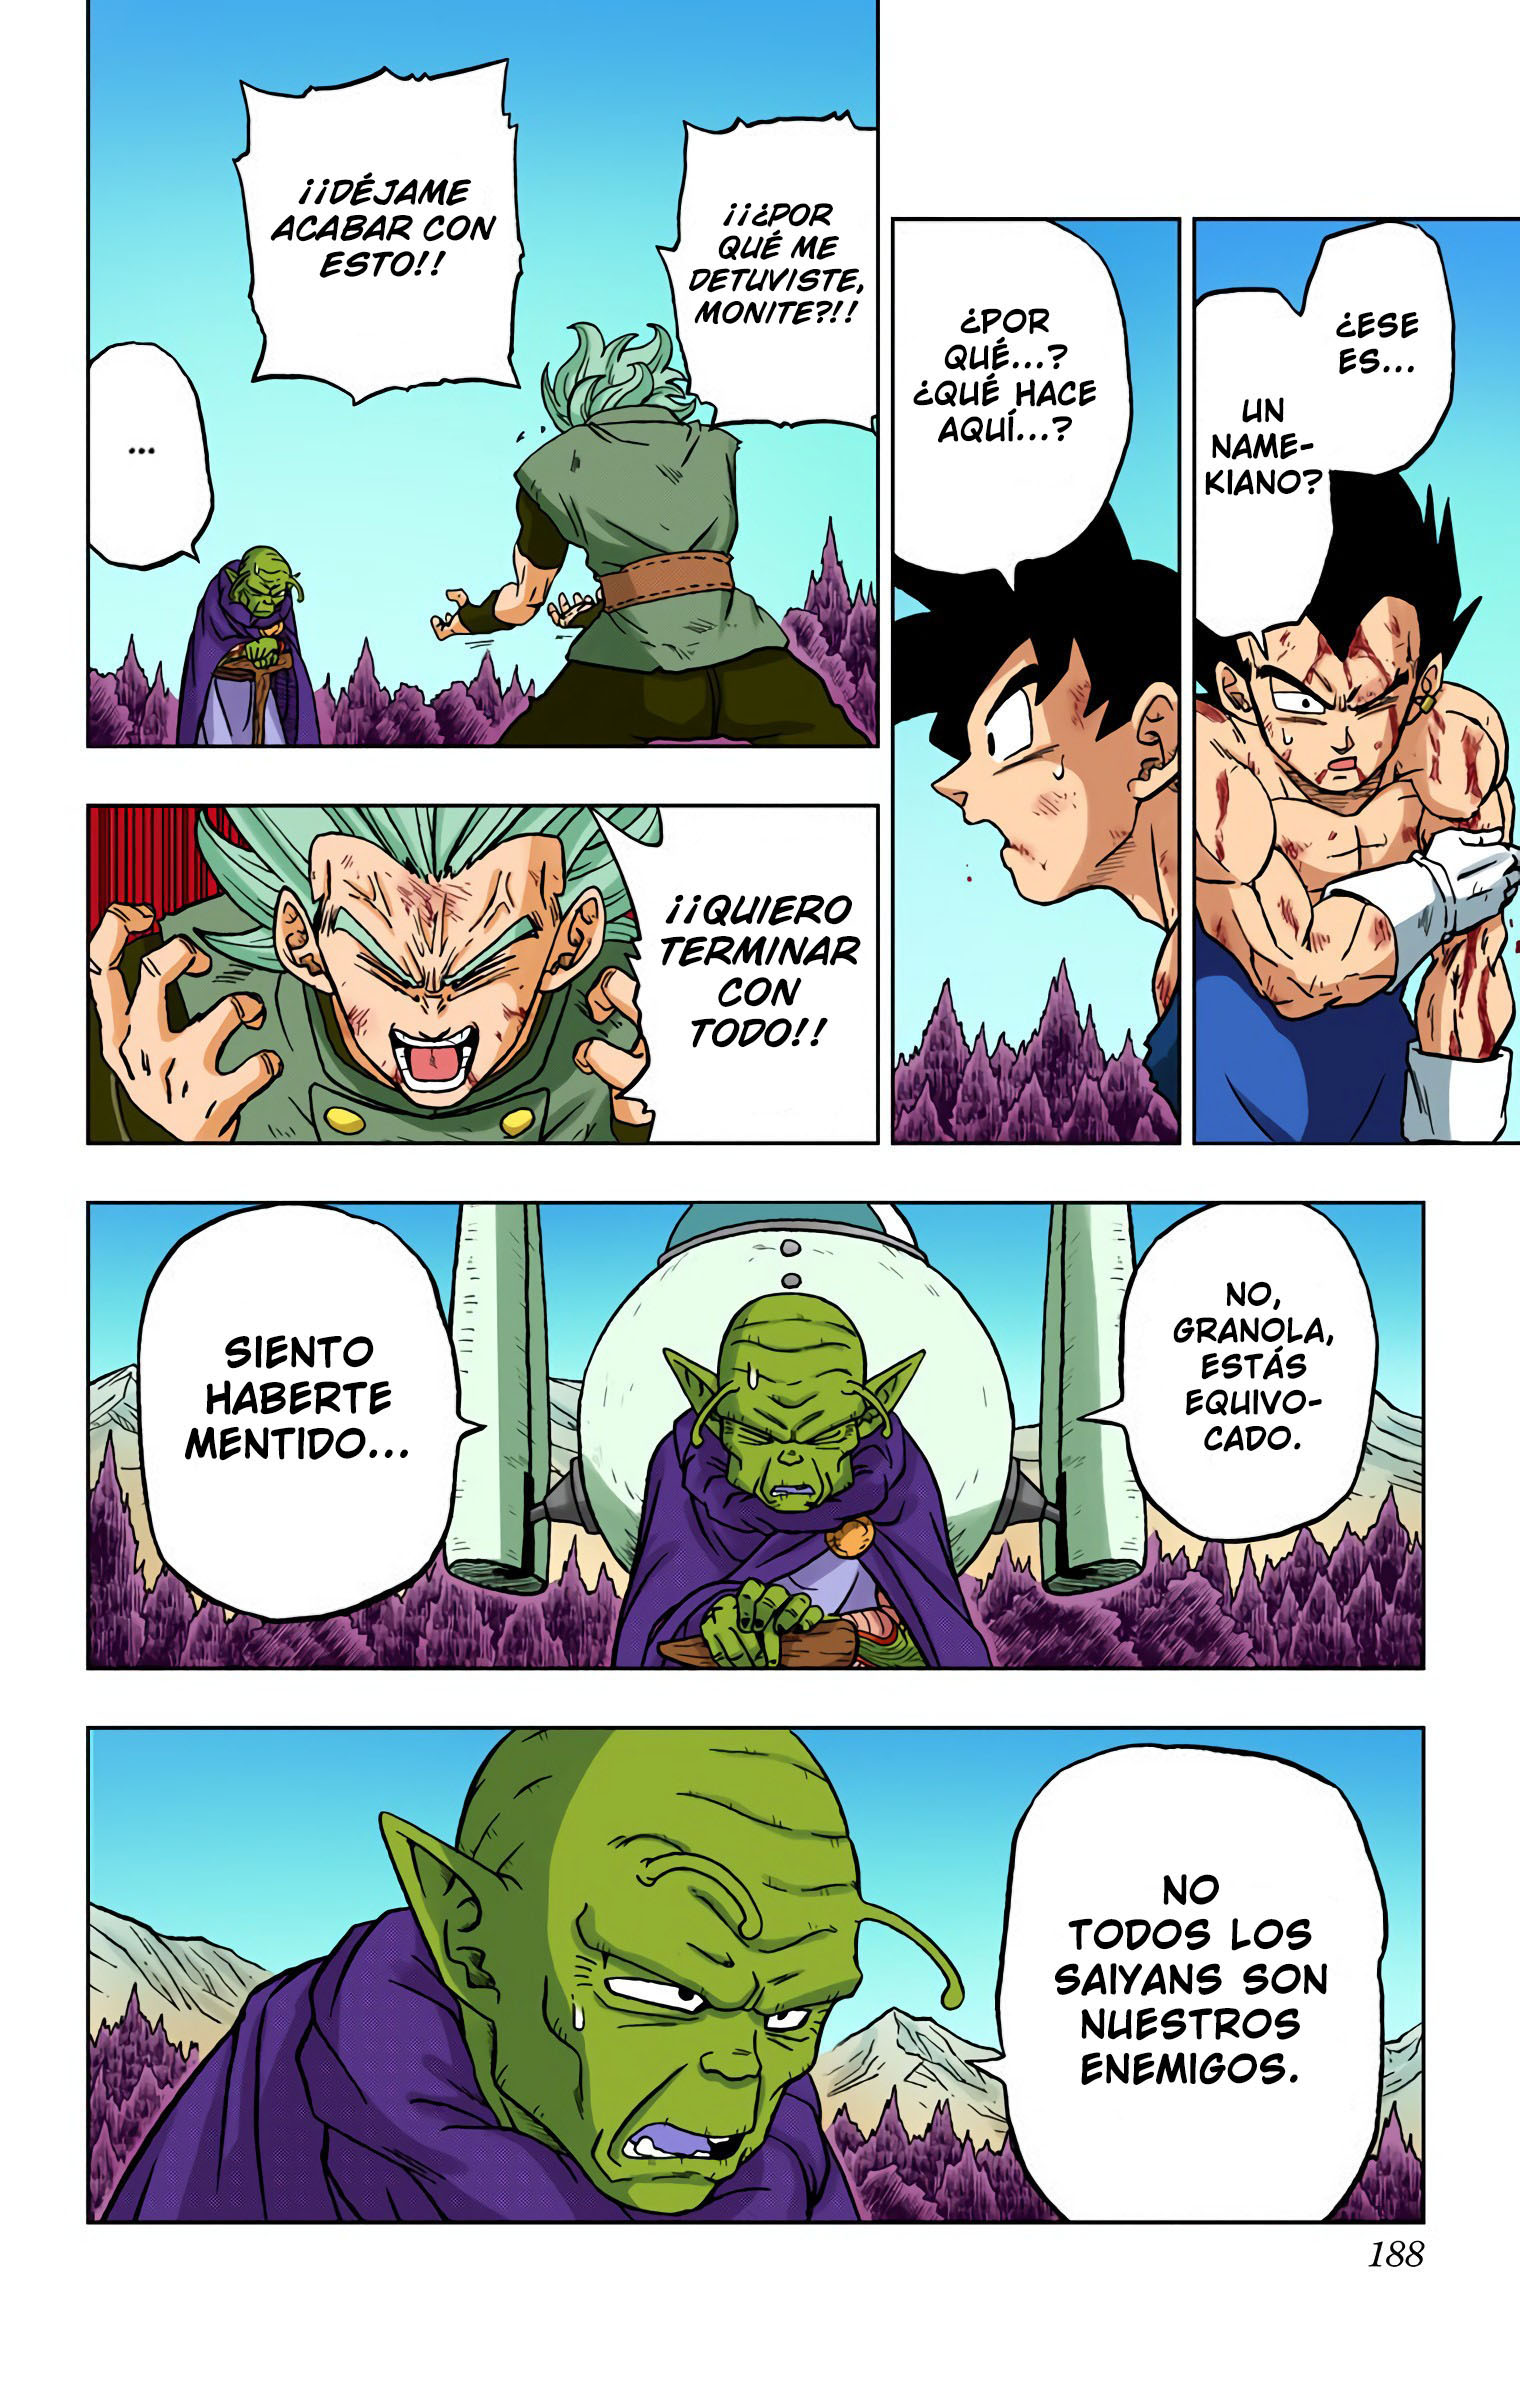 ¿ESE
ES...
UN
NAME-
KIANO?
¿POR
QUÉ...?
¿QUÉ HACE
AQUÍ...?
¡¡¿POR
QUÉ ME
DETUVISTE,
MONITE?!!
¡¡DÉJAME
ACABAR CON
ESTO!!
...
¡¡QUIERO
TERMINAR
CON
TODO!!
NO,
GRANOLA,
ESTÁS
EQUIVO-
CADO.
SIENTO
HABERTE
MENTIDO...
NO
TODOS LOS
SAIYANS SON
NUESTROS
ENEMIGOS.
188